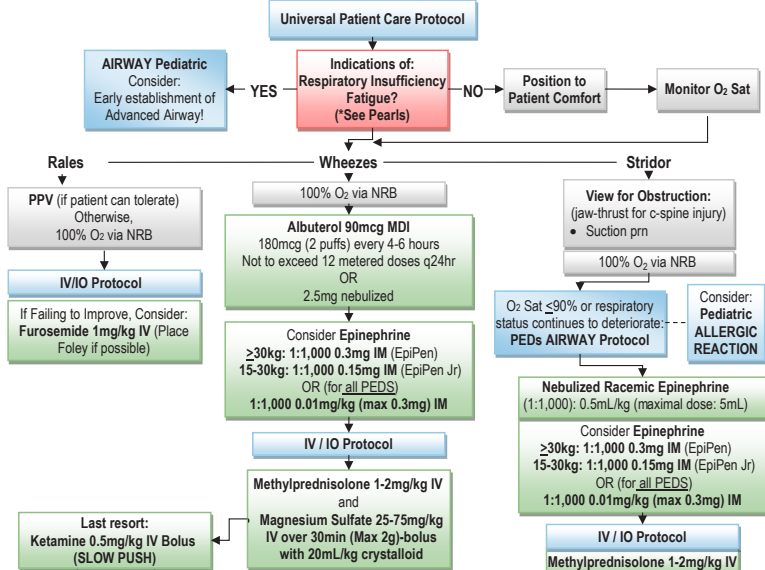 Universal Patient Care Protocol
AIRWAY Pediatric
Consider:
Early establishment of
Advanced Airway!
YES
Indications of:
Respiratory Insufficiency
Fatigue?
(*See Pearls)
NO
Position to
Patient Comfort
Monitor O₂ Sat
Rales
Wheezes
Stridor
PPV (if patient can tolerate)
Otherwise,
100% O₂ via NRB
IV/IO Protocol
If Failing to Improve, Consider:
Furosemide 1mg/kg IV (Place
Foley if possible)
100% O₂ via NRB
Albuterol 90mcg MDI
180mcg (2 puffs) every 4-6 hours
Not to exceed 12 metered doses q24hr
OR
2.5mg nebulized
Consider Epinephrine
≥30kg: 1:1,000 0.3mg IM (EpiPen)
15-30kg: 1:1,000 0.15mg IM (EpiPen Jr)
OR (for all PEDS)
1:1,000 0.01mg/kg (max 0.3mg) IM
IV / IO Protocol
Methylprednisolone 1-2mg/kg IV
and
Magnesium Sulfate 25-75mg/kg
IV over 30min (Max 2g)-bolus
with 20mL/kg crystalloid
Last resort:
Ketamine 0.5mg/kg IV Bolus
(SLOW PUSH)
View for Obstruction:
(jaw-thrust for c-spine injury)
• Suction prn
100% O₂ via NRB
O₂ Sat ≤90% or respiratory
status continues to deteriorate:
PEDs AIRWAY Protocol
Consider:
Pediatric
ALLERGIC
REACTION
Nebulized Racemic Epinephrine
(1:1,000): 0.5mL/kg (maximal dose: 5mL)
Consider Epinephrine
≥30kg: 1:1,000 0.3mg IM (EpiPen)
15-30kg: 1:1,000 0.15mg IM (EpiPen Jr)
OR (for all PEDS)
1:1,000 0.01mg/kg (max 0.3mg) IM
IV / IO Protocol
Methylprednisolone 1-2mg/kg IV